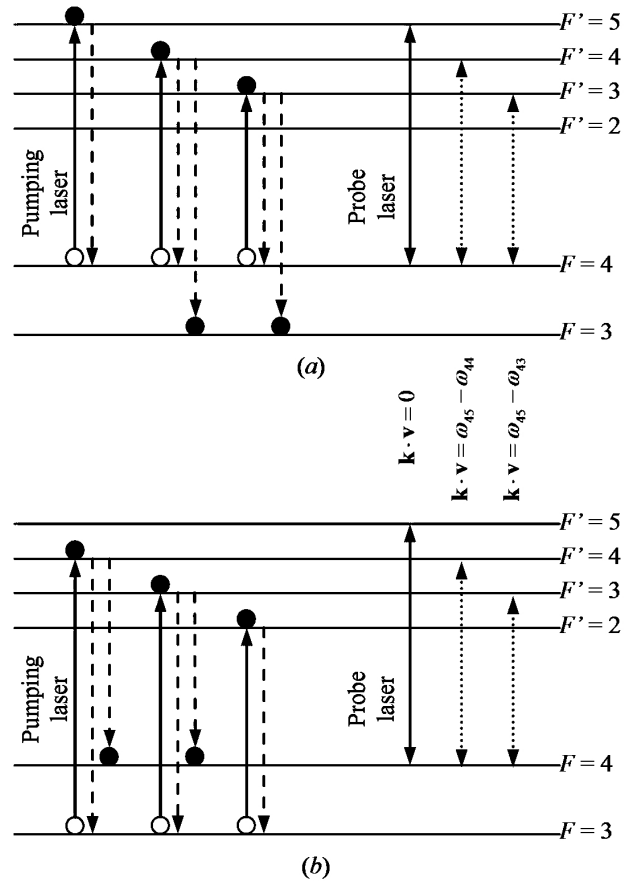 F' = 5
F' = 4
F' = 3
F' = 2
Pumping
laser
Probe
laser
F = 4
F = 3
(a)
k · v = 0
k · v = ω45 − ω44
k · v = ω45 − ω43
F' = 5
F' = 4
F' = 3
F' = 2
Pumping
laser
Probe
laser
F = 4
F = 3
(b)